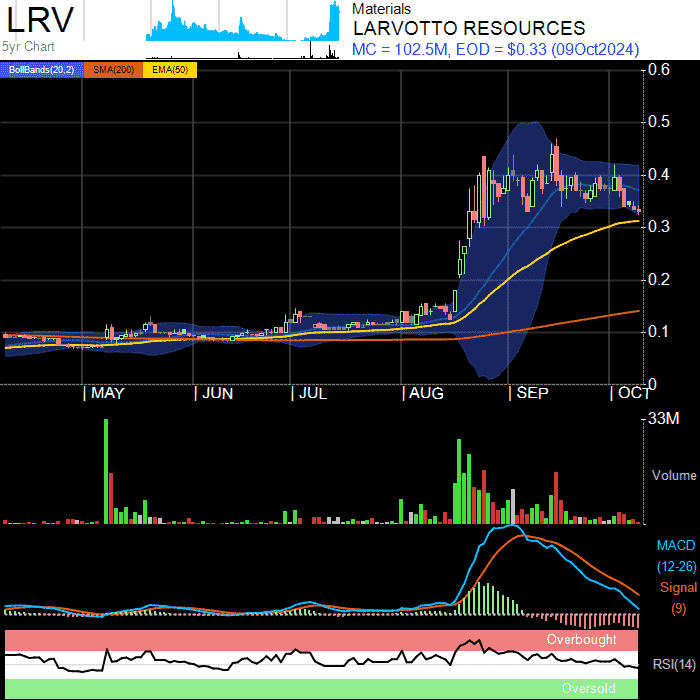 LRV
5yr Chart
Materials
LARVOTTO RESOURCES
MC = 102.5M, EOD = $0.33 (09Oct2024)
BollBands(20,2) SMA(200) EMA(50)
0.6
0.5
0.4
0.3
0.2
0.1
0
MAY JUN JUL AUG SEP OCT
33M
Volume
MACD
(12-26)
Signal
(9)
Overbought
RSI(14)
Oversold